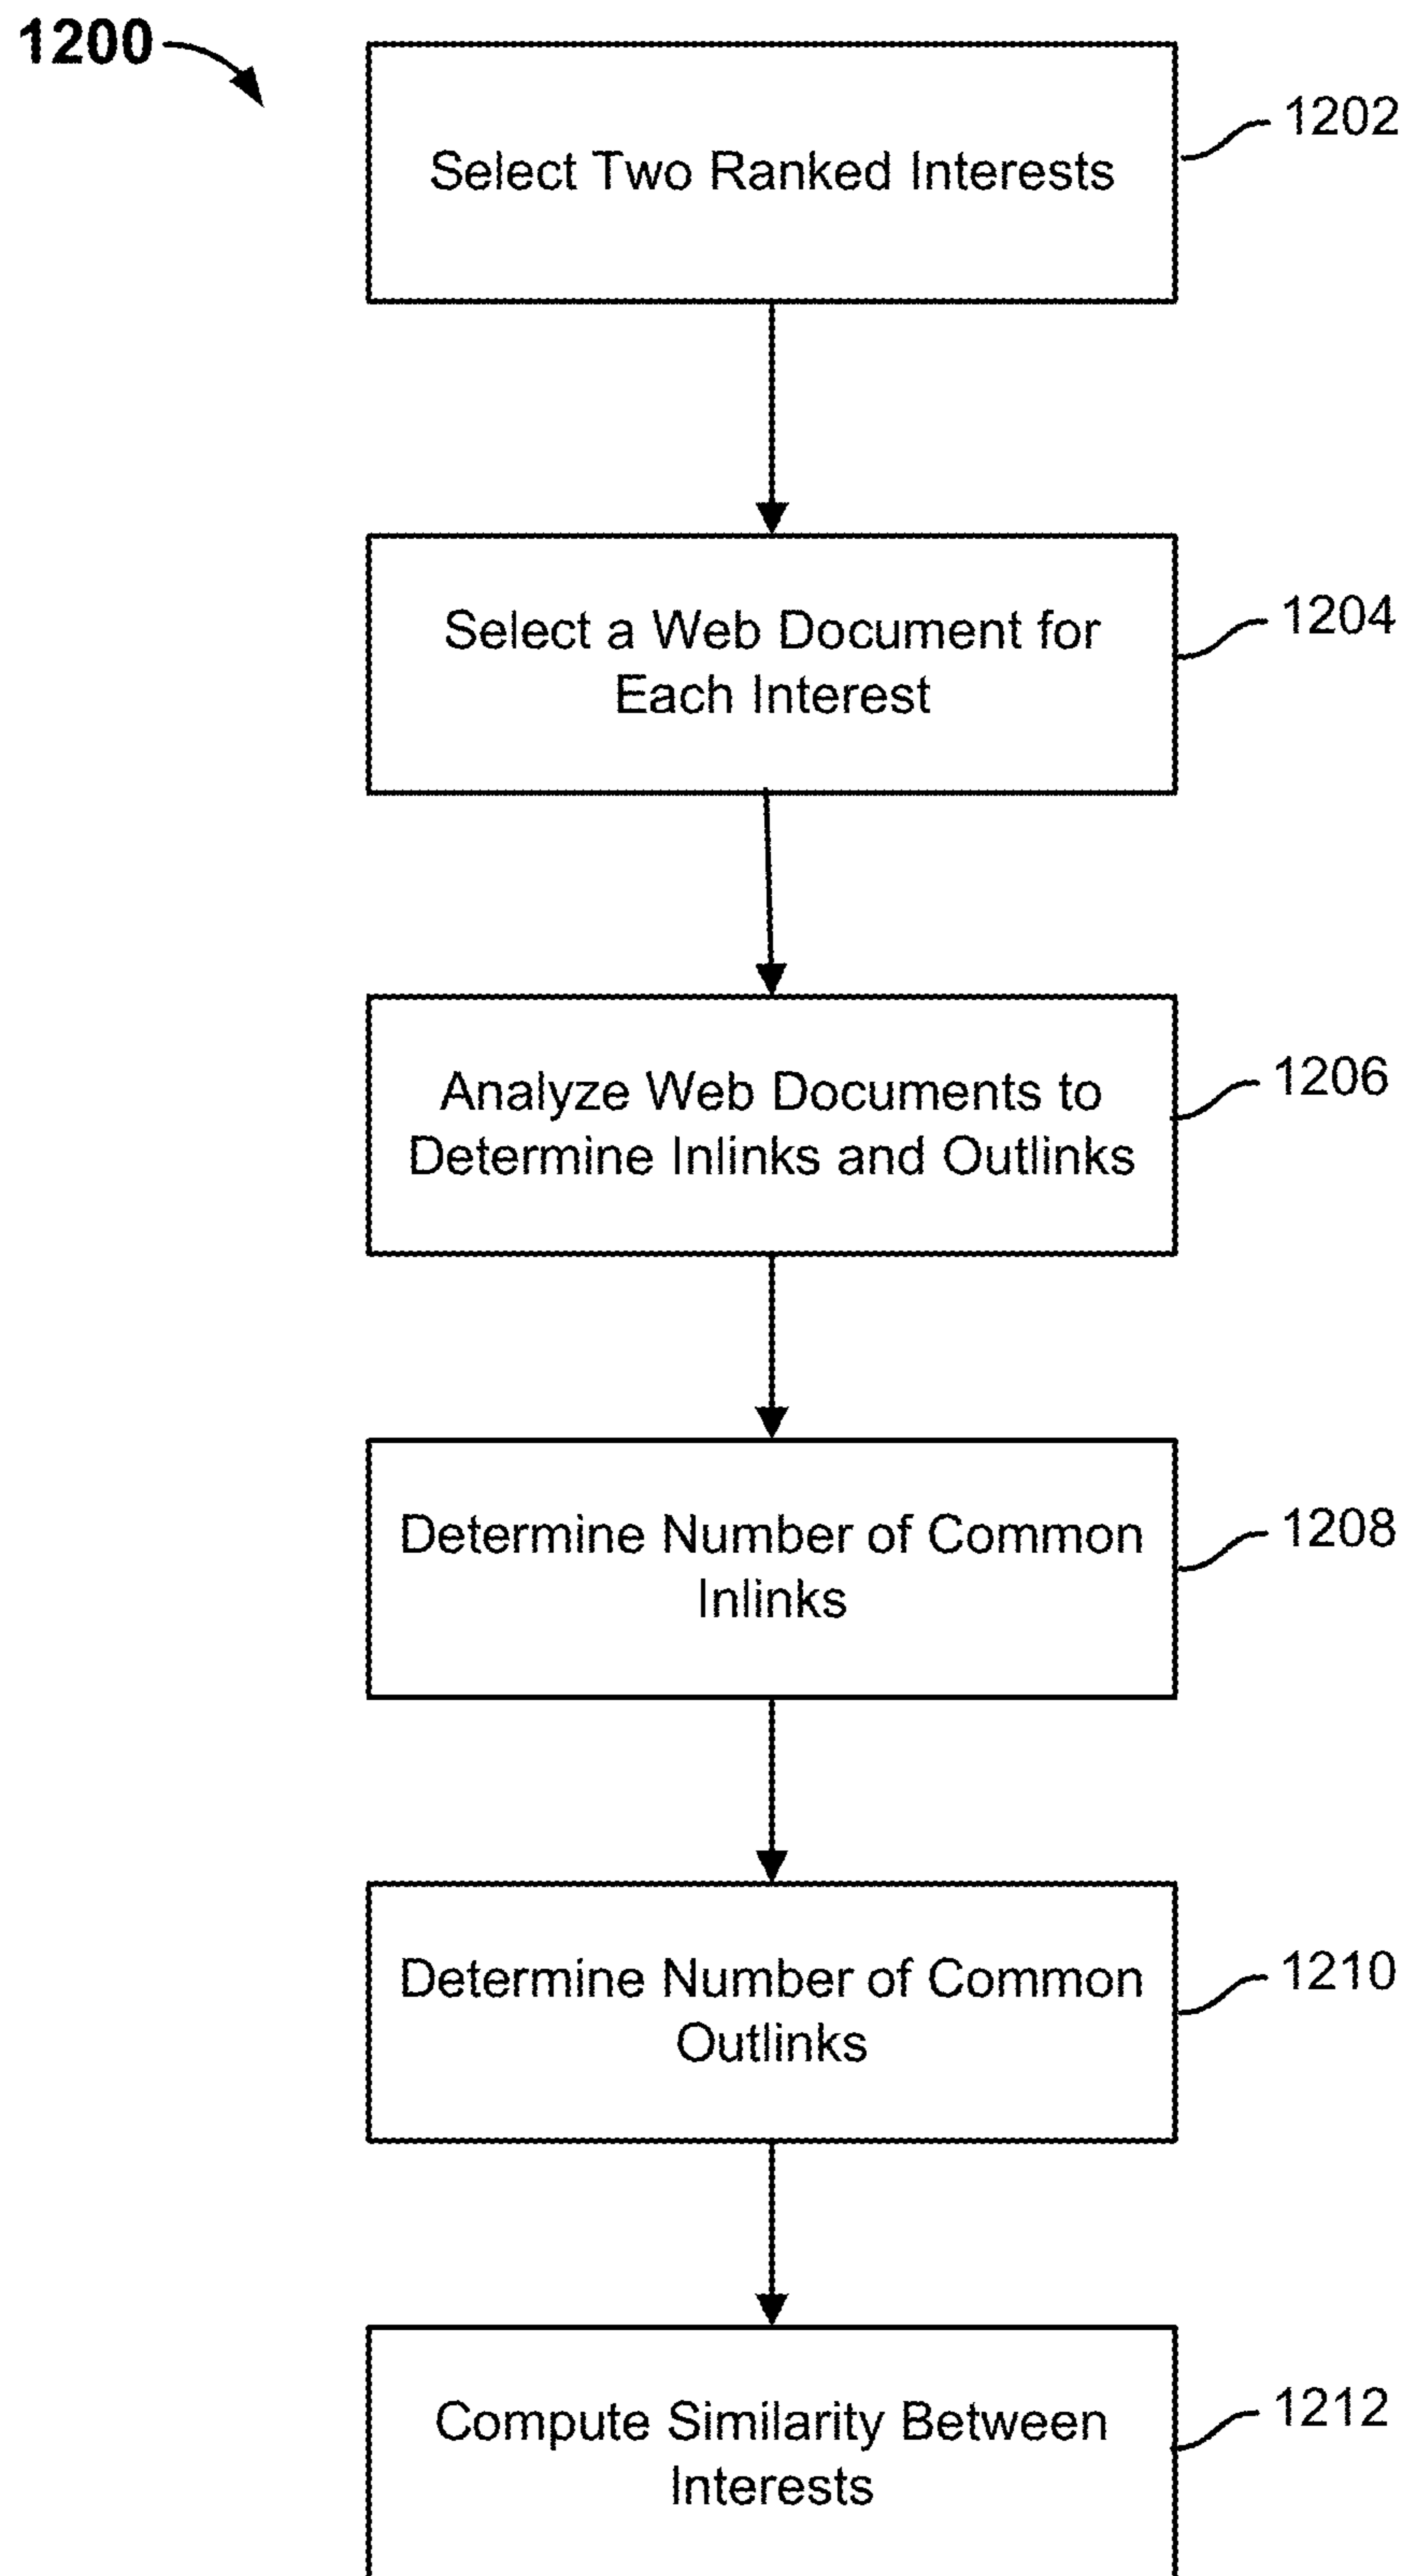 1200
Select Two Ranked Interests
1202
Select a Web Document for
Each Interest
1204
Analyze Web Documents to
Determine Inlinks and Outlinks
1206
Determine Number of Common
Inlinks
1208
Determine Number of Common
Outlinks
1210
Compute Similarity Between
Interests
1212